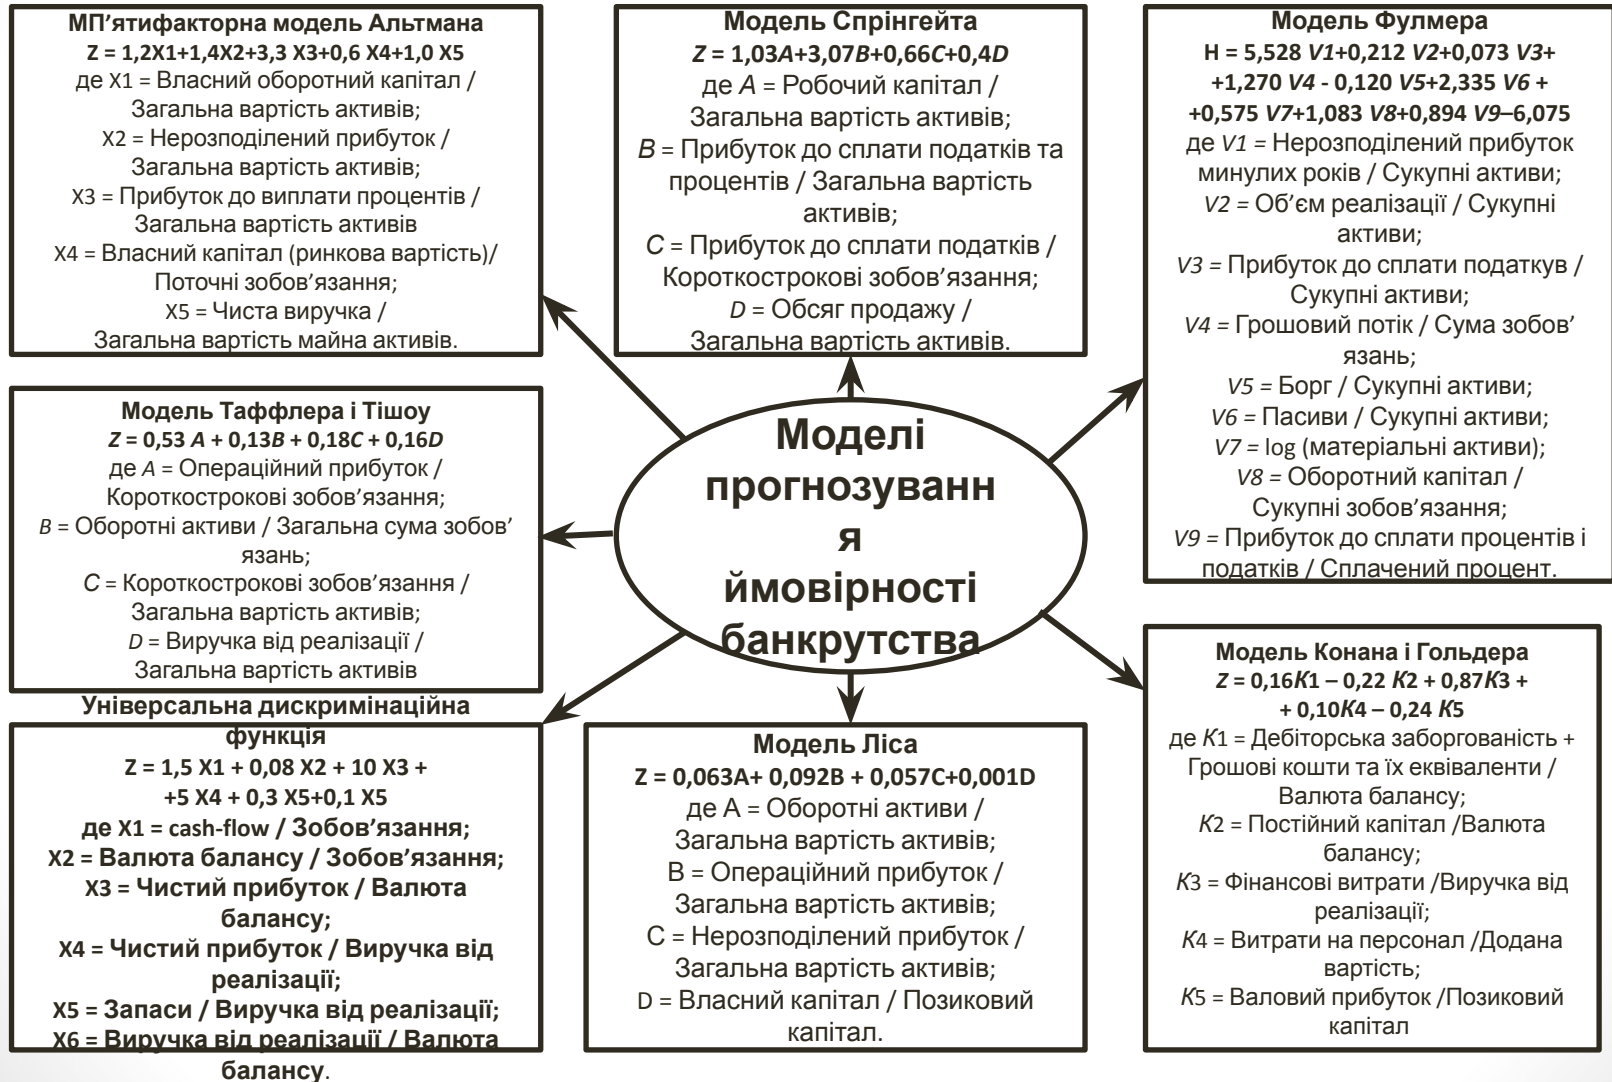 МП’ятифакторна модель Альтмана
Z = 1,2X1+1,4X2+3,3 X3+0,6 X4+1,0 X5
де X1 = Власний оборотний капітал /
Загальна вартість активів;
X2 = Нерозподілений прибуток /
Загальна вартість активів;
X3 = Прибуток до виплати процентів /
Загальна вартість активів
X4 = Власний капітал (ринкова вартість)/
Поточні зобов’язання;
X5 = Чиста виручка /
Загальна вартість майна активів.
Модель Спрінгейта
Z = 1,03A+3,07B+0,66C+0,4D
де A = Робочий капітал /
Загальна вартість активів;
B = Прибуток до сплати податків та
процентів / Загальна вартість
активів;
C = Прибуток до сплати податків /
Короткострокові зобов’язання;
D = Обсяг продажу /
Загальна вартість активів.
Модель Фулмера
H = 5,528 V1+0,212 V2+0,073 V3+
+1,270 V4 - 0,120 V5+2,335 V6 +
+0,575 V7+1,083 V8+0,894 V9–6,075
де V1 = Нерозподілений прибуток
минулих років / Сукупні активи;
V2 = Об’єм реалізації / Сукупні
активи;
V3 = Прибуток до сплати податкув /
Сукупні активи;
V4 = Грошовий потік / Сума зобов’
язань;
V5 = Борг / Сукупні активи;
V6 = Пасиви / Сукупні активи;
V7 = log (матеріальні активи);
V8 = Оборотний капітал /
Сукупні зобов’язання;
V9 = Прибуток до сплати процентів і
податків / Сплачений процент.
Модель Таффлера і Тішоу
Z = 0,53 A + 0,13B + 0,18C + 0,16D
де A = Операційний прибуток /
Короткострокові зобов’язання;
B = Оборотні активи / Загальна сума зобов’
язань;
C = Короткострокові зобов’язання /
Загальна вартість активів;
D = Виручка від реалізації /
Загальна вартість активів
Моделі
прогнозуванн
я
ймовірності
банкрутства
Універсальна дискримінаційна
функція
Z = 1,5 X1 + 0,08 X2 + 10 X3 +
+5 X4 + 0,3 X5+0,1 X5
де X1 = cash-flow / Зобов’язання;
X2 = Валюта балансу / Зобов’язання;
X3 = Чистий прибуток / Валюта
балансу;
X4 = Чистий прибуток / Виручка від
реалізації;
X5 = Запаси / Виручка від реалізації;
X6 = Виручка від реалізації / Валюта
балансу.
Модель Ліса
Z = 0,063A+ 0,092B + 0,057C+0,001D
де A = Оборотні активи /
Загальна вартість активів;
B = Операційний прибуток /
Загальна вартість активів;
C = Нерозподілений прибуток /
Загальна вартість активів;
D = Власний капітал / Позиковий
капітал.
Модель Конана і Гольдера
Z = 0,16К1 – 0,22 К2 + 0,87К3 +
+ 0,10К4 – 0,24 К5
де К1 = Дебіторська заборгованість +
Грошові кошти та їх еквіваленти /
Валюта балансу;
К2 = Постійний капітал /Валюта
балансу;
К3 = Фінансові витрати /Виручка від
реалізації;
К4 = Витрати на персонал /Додана
вартість;
К5 = Валовий прибуток /Позиковий
капітал